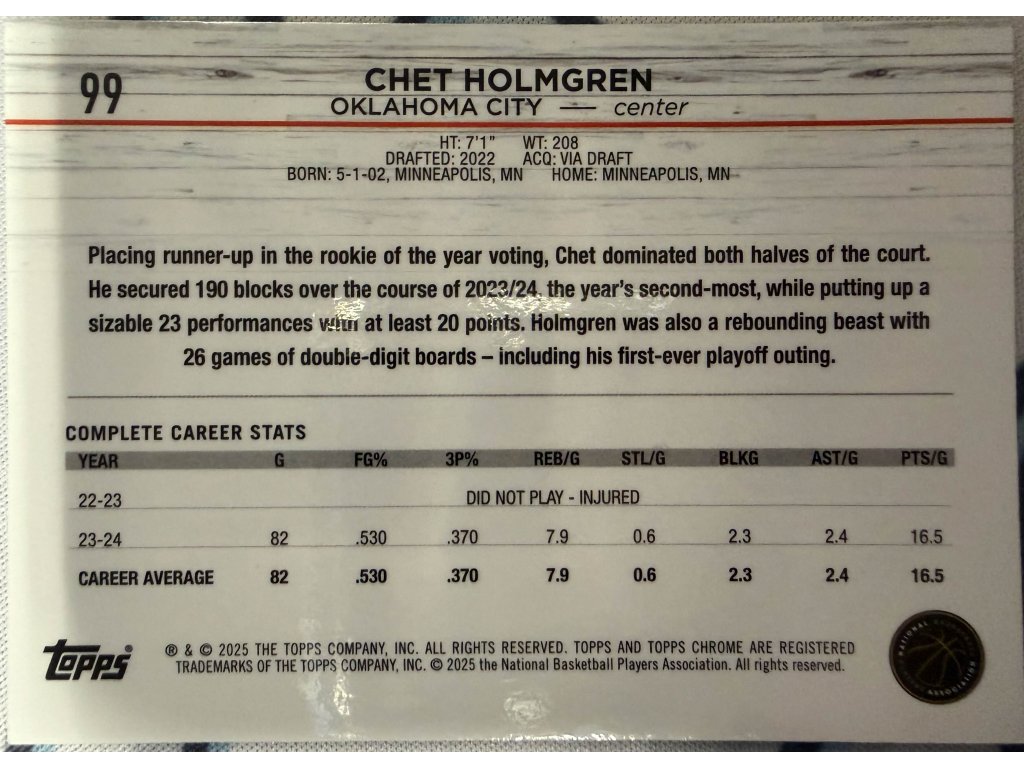 99
CHET HOLMGREN
OKLAHOMA CITY — center
HT: 7'1" WT: 208
DRAFTED: 2022 ACQ: VIA DRAFT
BORN: 5-1-02, MINNEAPOLIS, MN HOME: MINNEAPOLIS, MN
Placing runner-up in the rookie of the year voting, Chet dominated both halves of the court.
He secured 190 blocks over the course of 2023/24, the year's second-most, while putting up a
sizable 23 performances with at least 20 points. Holmgren was also a rebounding beast with
26 games of double-digit boards – including his first-ever playoff outing.
COMPLETE CAREER STATS
YEAR G FG% 3P% REB/G STL/G BLKG AST/G PTS/G
22-23 DID NOT PLAY - INJURED
23-24 82 .530 .370 7.9 0.6 2.3 2.4 16.5
CAREER AVERAGE 82 .530 .370 7.9 0.6 2.3 2.4 16.5
topps
® & © 2025 THE TOPPS COMPANY, INC. ALL RIGHTS RESERVED. TOPPS AND TOPPS CHROME ARE REGISTERED
TRADEMARKS OF THE TOPPS COMPANY, INC. © 2025 the National Basketball Players Association. All rights reserved.
NATIONAL ASSOCIATION